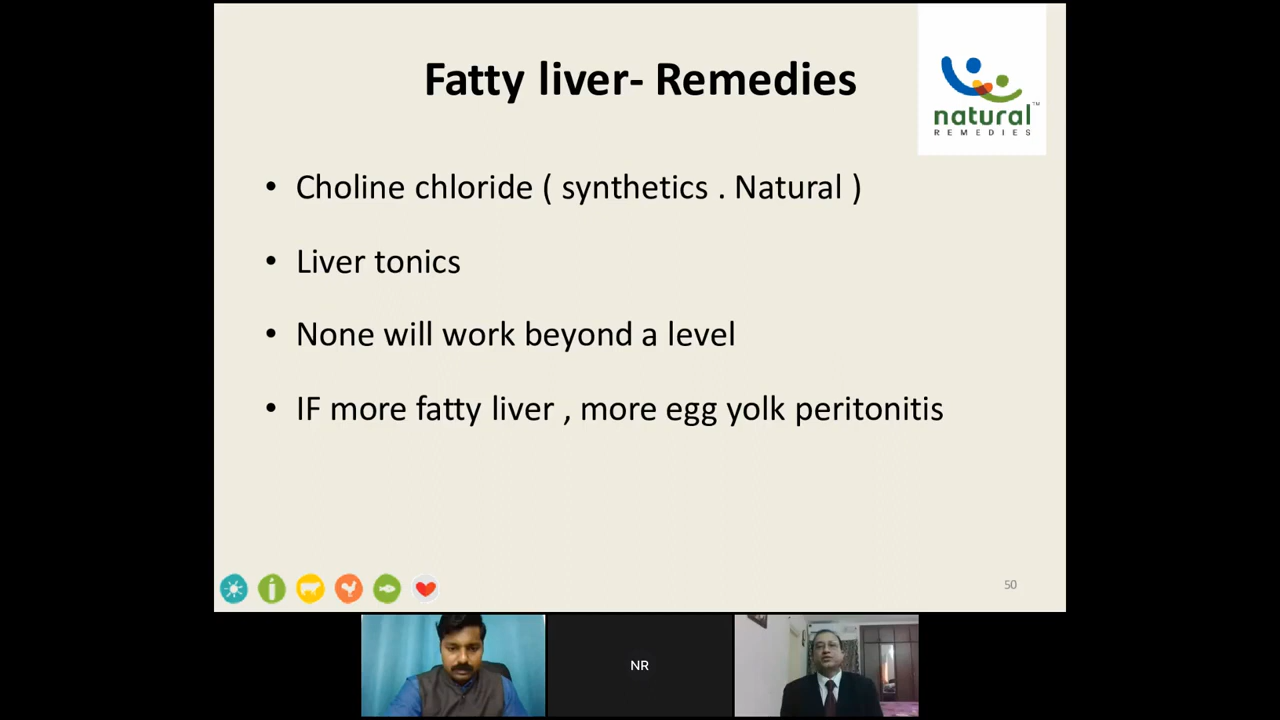 Fatty liver- Remedies
natural™
REMEDIES
• Choline chloride ( synthetics . Natural )
• Liver tonics
• None will work beyond a level
• IF more fatty liver , more egg yolk peritonitis
50
NR